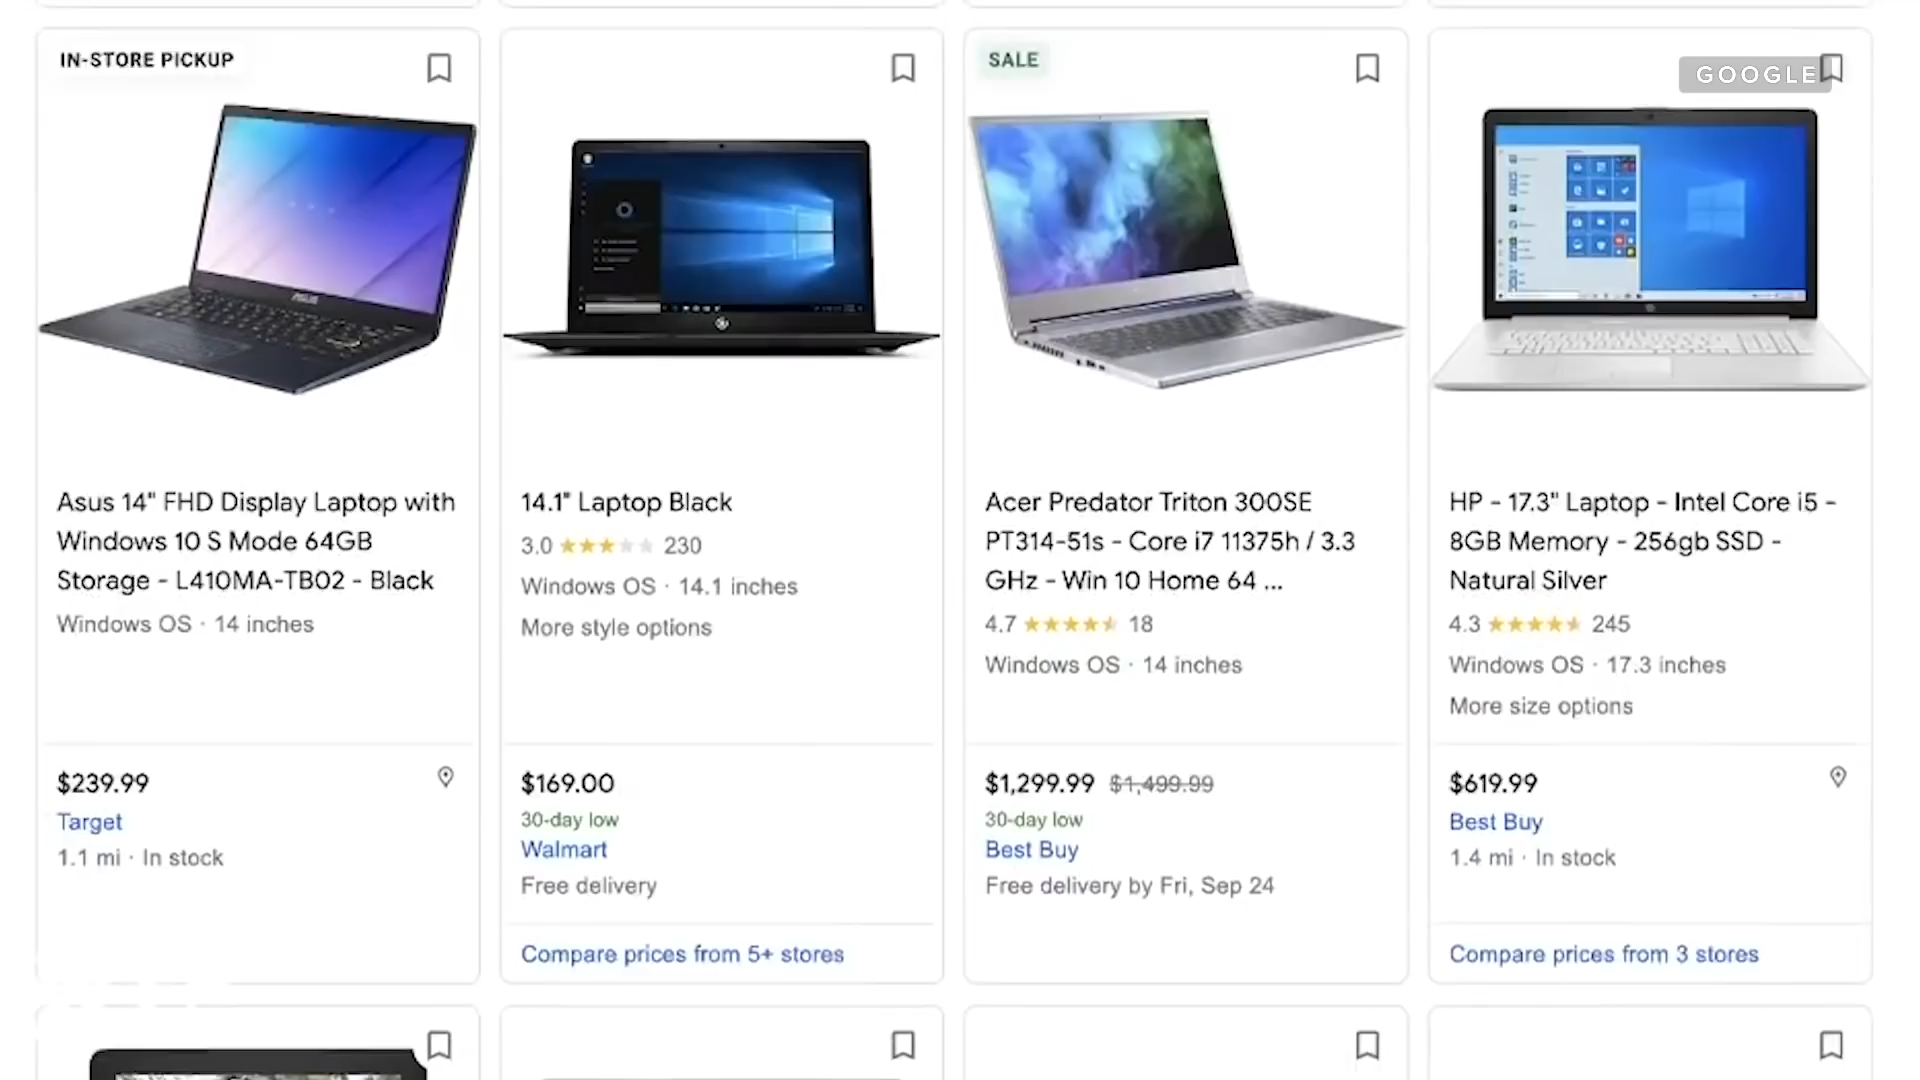 IN-STORE PICKUP
Asus 14" FHD Display Laptop with
Windows 10 S Mode 64GB
Storage - L410MA-TB02 - Black
Windows OS · 14 inches
$239.99
Target
1.1 mi · In stock
14.1" Laptop Black
3.0 230
Windows OS · 14.1 inches
More style options
$169.00
30-day low
Walmart
Free delivery
Compare prices from 5+ stores
SALE
Acer Predator Triton 300SE
PT314-51s - Core i7 11375h / 3.3
GHz - Win 10 Home 64 ...
4.7 18
Windows OS · 14 inches
$1,299.99 $1,499.99
30-day low
Best Buy
Free delivery by Fri, Sep 24
GOOGLE
HP - 17.3" Laptop - Intel Core i5 -
8GB Memory - 256gb SSD -
Natural Silver
4.3 245
Windows OS · 17.3 inches
More size options
$619.99
Best Buy
1.4 mi · In stock
Compare prices from 3 stores